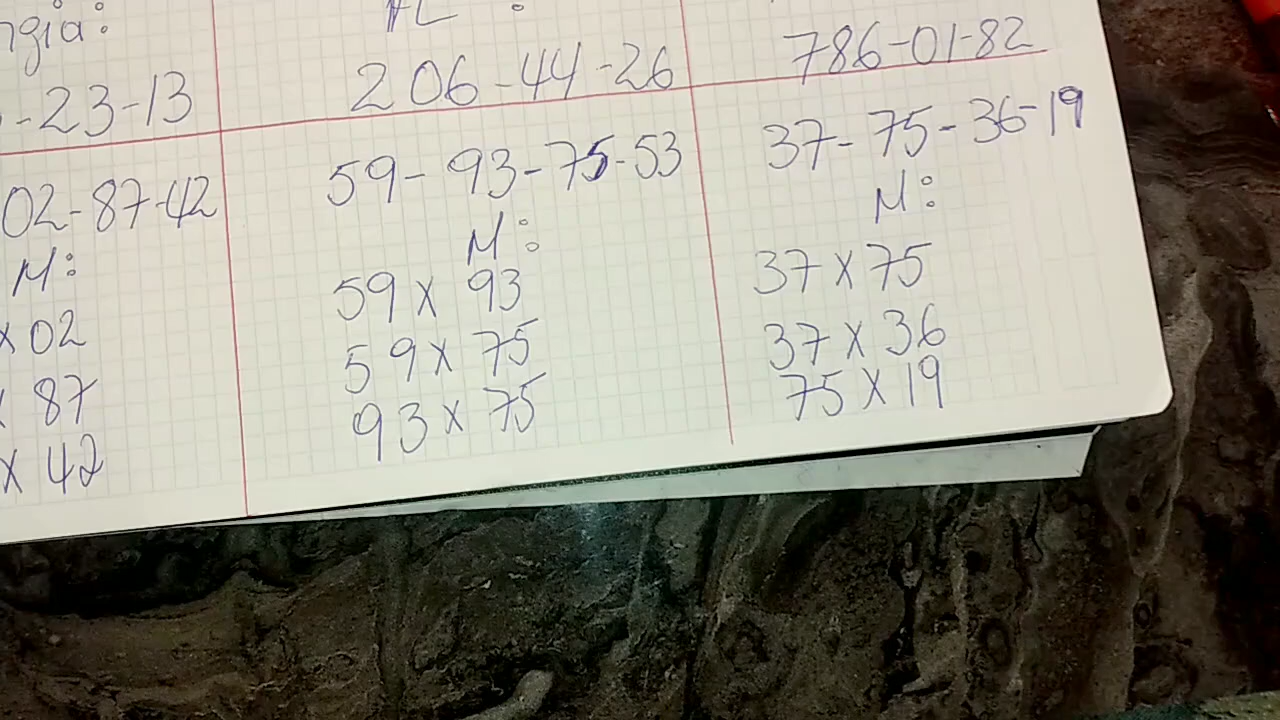 -23-13
206-44-26
786-01-82
02-87-42
M:
x 02
x 87
x 42
59-93-75-53
M:
59 x 93
59 x 75
93 x 75
37-75-36-19
M:
37 x 75
37 x 36
75 x 19